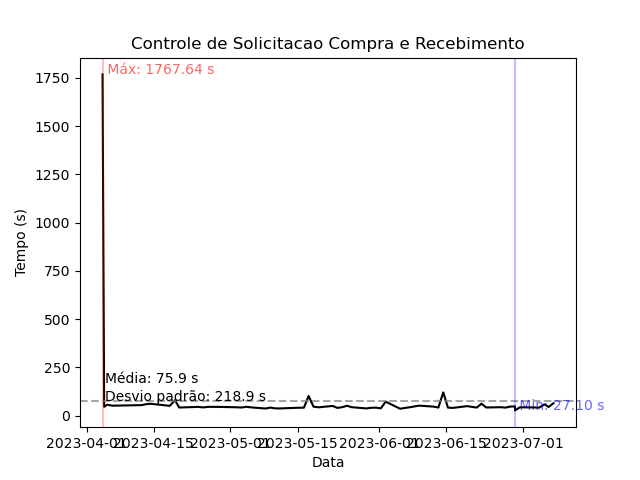 Controle de Solicitacao Compra e Recebimento
Máx: 1767.64 s
1750
1500
1250
1000
750
500
250
0
Tempo (s)
Média: 75.9 s
Desvio padrão: 218.9 s
Mín: 27.10 s
2023-04-01
2023-04-15
2023-05-01
2023-05-15
2023-06-01
2023-06-15
2023-07-01
Data